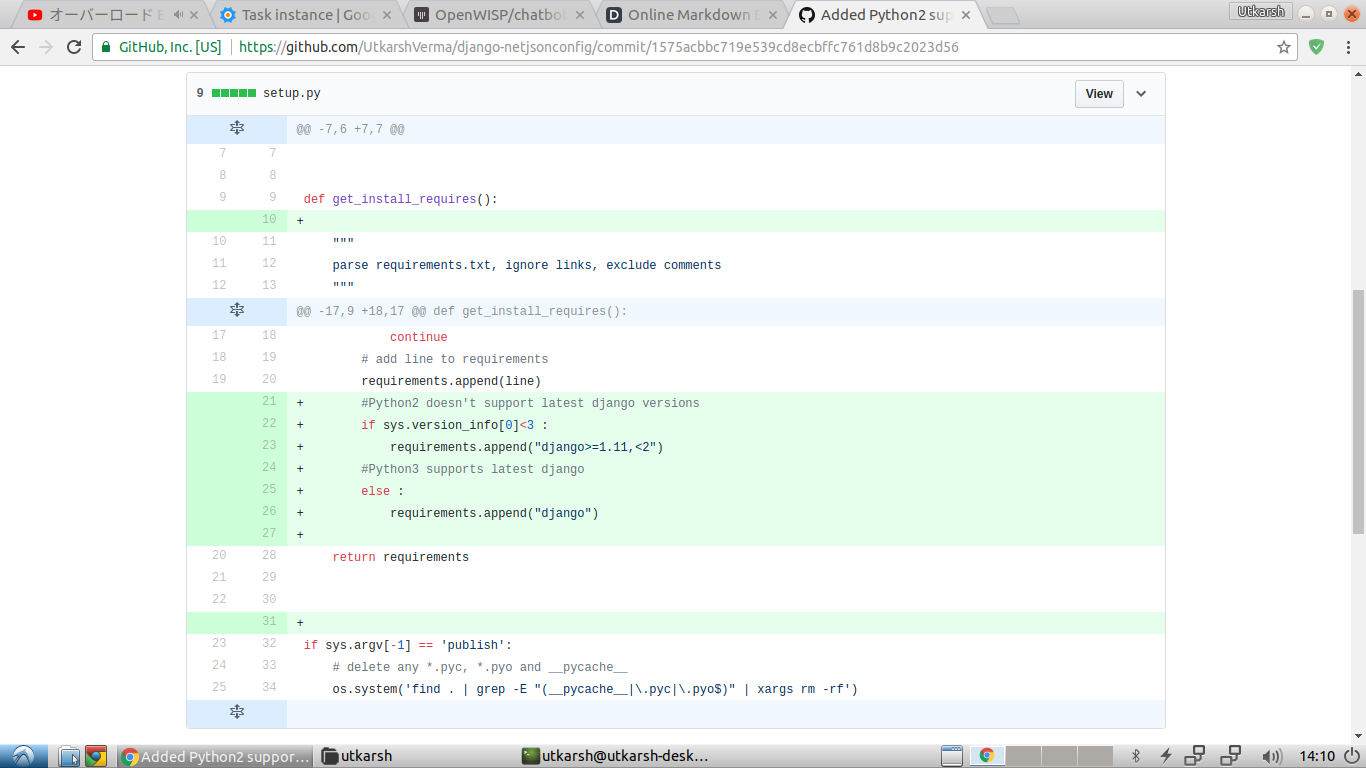 オーバーロード E
Task instance | Goo
OpenWISP/chatbo
Online Markdown E
Added Python2 sup
Utkarsh
GitHub, Inc. [US]
https://github.com/UtkarshVerma/django-netjsonconfig/commit/1575acbbc719e539cd8ecbffc761d8b9c2023d56
9 setup.py View
@@ -7,6 +7,7 @@
7 7
8 8
9 9 def get_install_requires():
10 +
10 11 """
11 12 parse requirements.txt, ignore links, exclude comments
12 13 """
@@ -17,9 +18,17 @@ def get_install_requires():
17 18 continue
18 19 # add line to requirements
19 20 requirements.append(line)
21 + #Python2 doesn't support latest django versions
22 + if sys.version_info[0]<3 :
23 + requirements.append("django>=1.11,<2")
24 + #Python3 supports latest django
25 + else :
26 + requirements.append("django")
27 +
20 28 return requirements
21 29
22 30
31 +
23 32 if sys.argv[-1] == 'publish':
24 33 # delete any *.pyc, *.pyo and __pycache__
25 34 os.system('find . | grep -E "(__pycache__|\.pyc|\.pyo$)" | xargs rm -rf')
Added Python2 suppor...
utkarsh
utkarsh@utkarsh-desk...
14:10